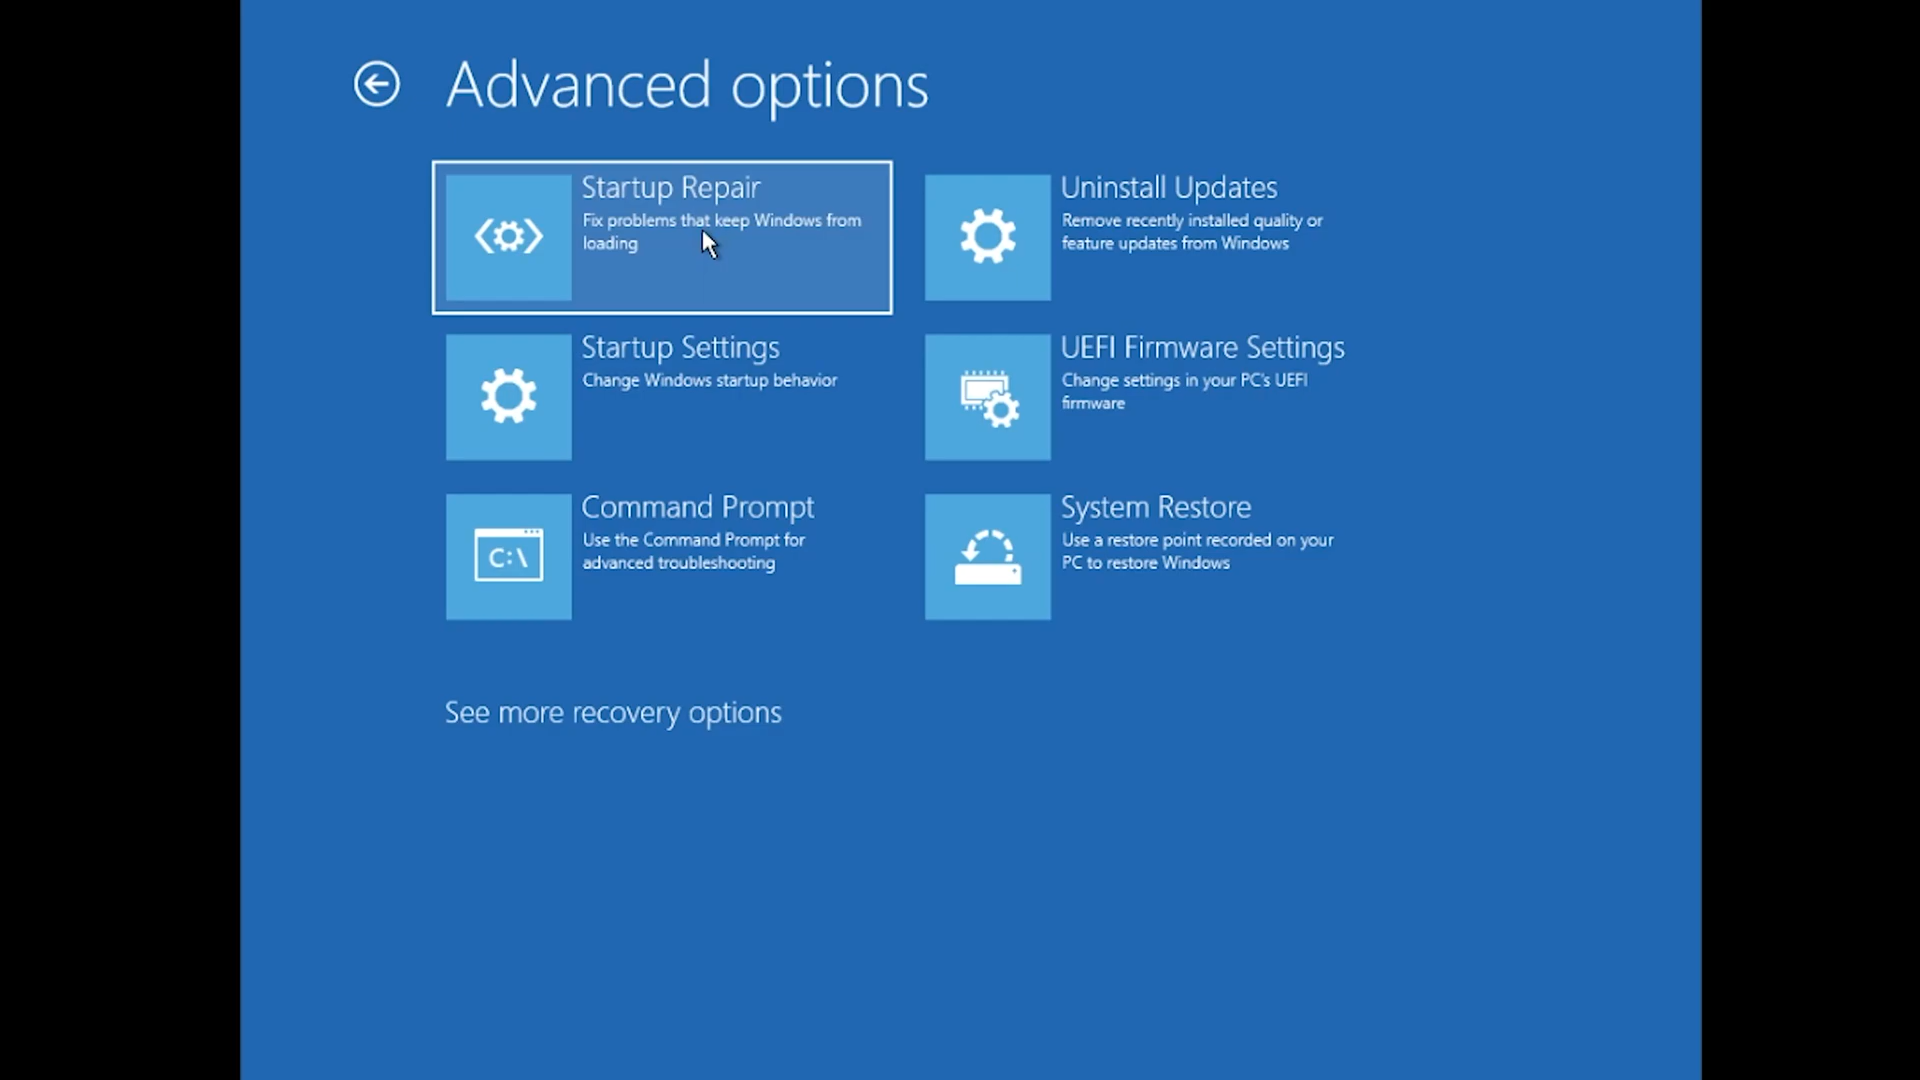 Advanced options
Startup Repair
Fix problems that keep Windows from
loading
Uninstall Updates
Remove recently installed quality or
feature updates from Windows
Startup Settings
Change Windows startup behavior
UEFI Firmware Settings
Change settings in your PC's UEFI
firmware
C:\
Command Prompt
Use the Command Prompt for
advanced troubleshooting
System Restore
Use a restore point recorded on your
PC to restore Windows
See more recovery options